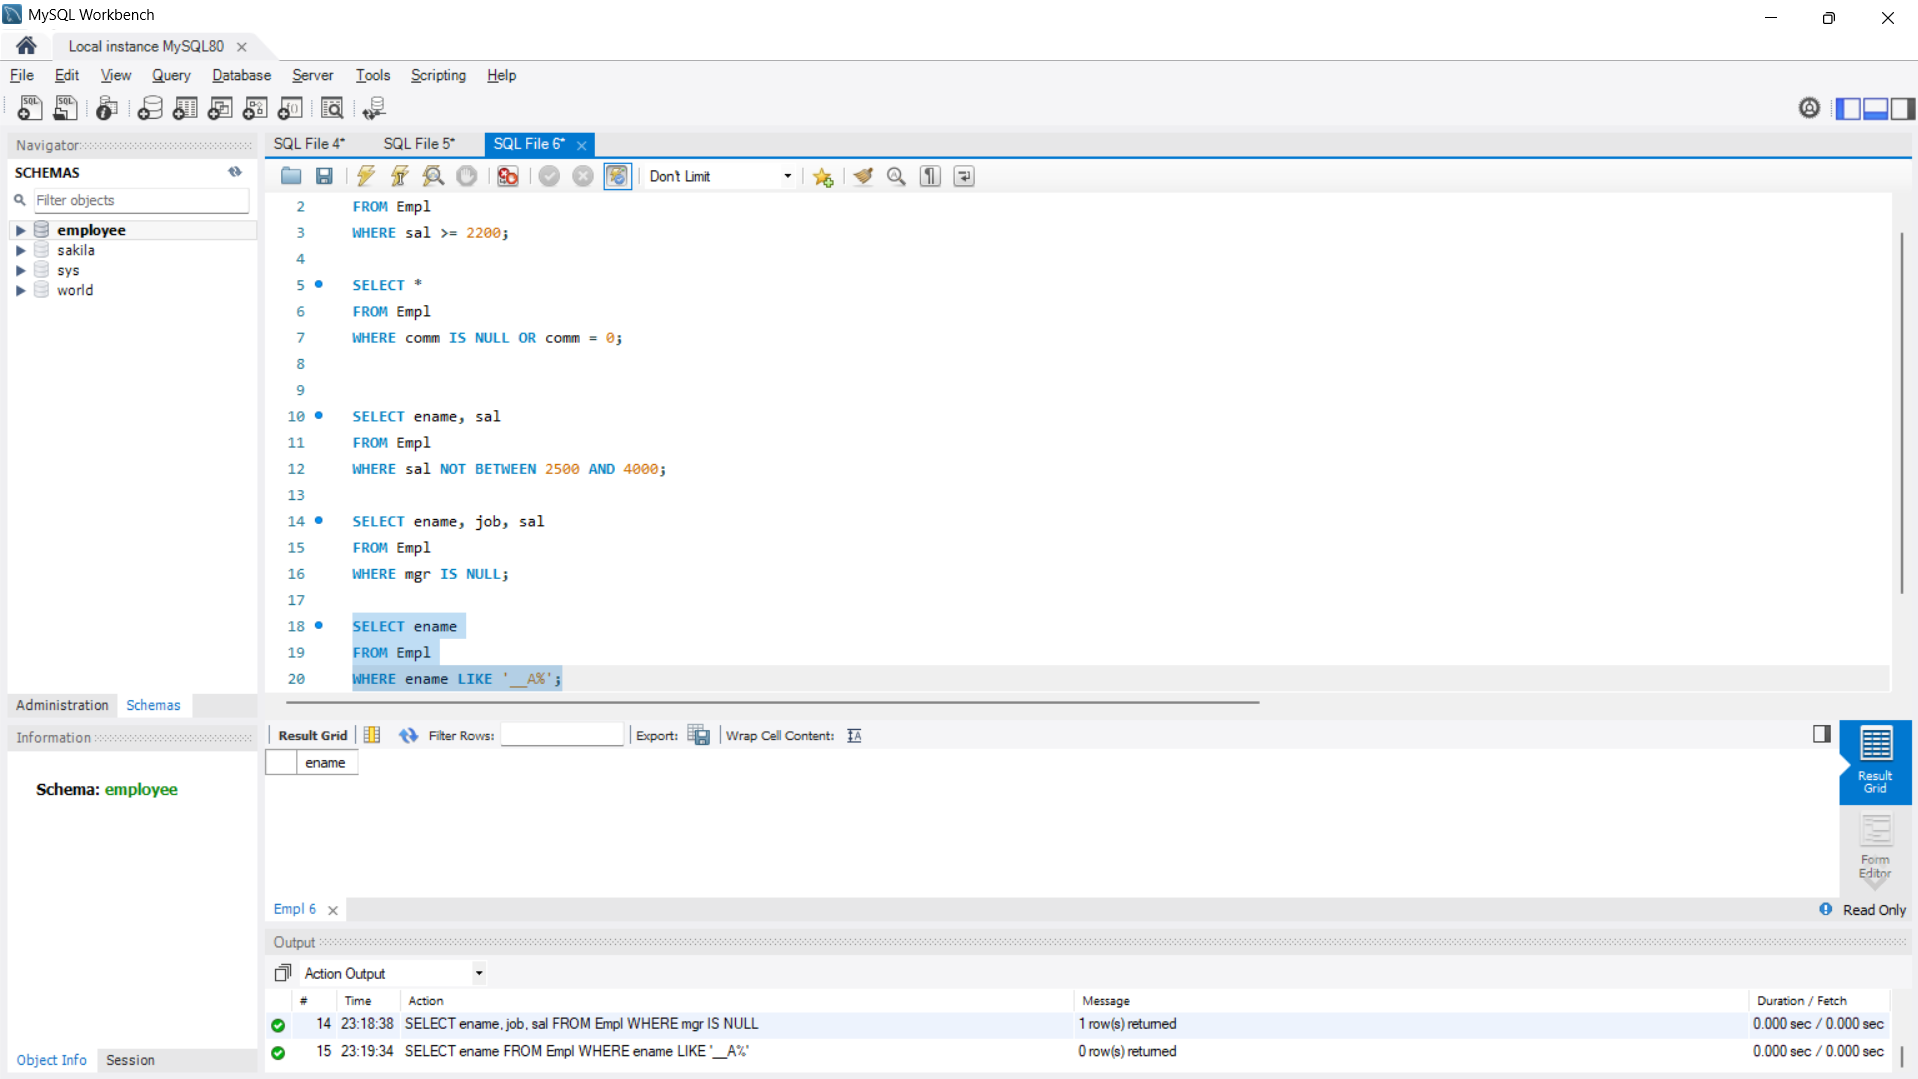 MySQL Workbench
Local instance MySQL80
File Edit View Query Database Server Tools Scripting Help
Navigator
SQL File 4* SQL File 5* SQL File 6*
SCHEMAS
Don't Limit
Filter objects
employee
sakila
sys
world
2 FROM Empl
3 WHERE sal >= 2200;
4
5 SELECT *
6 FROM Empl
7 WHERE comm IS NULL OR comm = 0;
8
9
10 SELECT ename, sal
11 FROM Empl
12 WHERE sal NOT BETWEEN 2500 AND 4000;
13
14 SELECT ename, job, sal
15 FROM Empl
16 WHERE mgr IS NULL;
17
18 SELECT ename
19 FROM Empl
20 WHERE ename LIKE '__A%';
Administration Schemas
Information
Schema: employee
Result Grid Filter Rows: Export: Wrap Cell Content:
ename
Result Grid
Form Editor
Empl 6
Read Only
Output
Action Output
# Time Action Message Duration / Fetch
14 23:18:38 SELECT ename, job, sal FROM Empl WHERE mgr IS NULL 1 row(s) returned 0.000 sec / 0.000 sec
15 23:19:34 SELECT ename FROM Empl WHERE ename LIKE '__A%' 0 row(s) returned 0.000 sec / 0.000 sec
Object Info Session